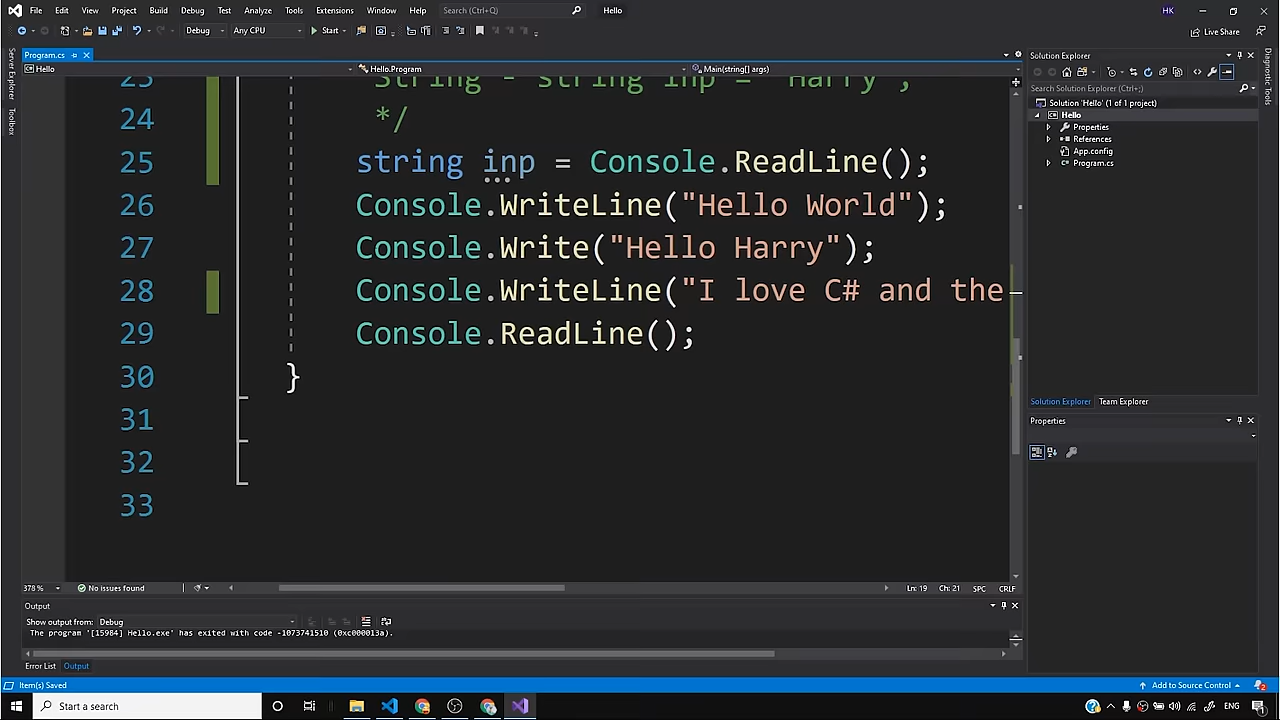 File Edit View Project Build Debug Test Analyze Tools Extensions Window Help Search (Ctrl+Q) Hello HK
Debug Any CPU Start Live Share
Program.cs
Hello Hello.Program Main(string[] args)
Server Explorer
Toolbox
23 String - string inp = "Harry";
24 */
25 string inp = Console.ReadLine();
26 Console.WriteLine("Hello World");
27 Console.Write("Hello Harry");
28 Console.WriteLine("I love C# and the
29 Console.ReadLine();
30 }
31
32
33
378 % No issues found Ln: 19 Ch: 21 SPC CRLF
Output
Show output from: Debug
The program '[15984] Hello.exe' has exited with code -1073741510 (0xc000013a).
Error List Output
Solution Explorer
Search Solution Explorer (Ctrl+;)
Solution 'Hello' (1 of 1 project)
Hello
Properties
References
App.config
C# Program.cs
Solution Explorer Team Explorer
Properties
Diagnostic Tools
Item(s) Saved Add to Source Control 2
Start a search ENG